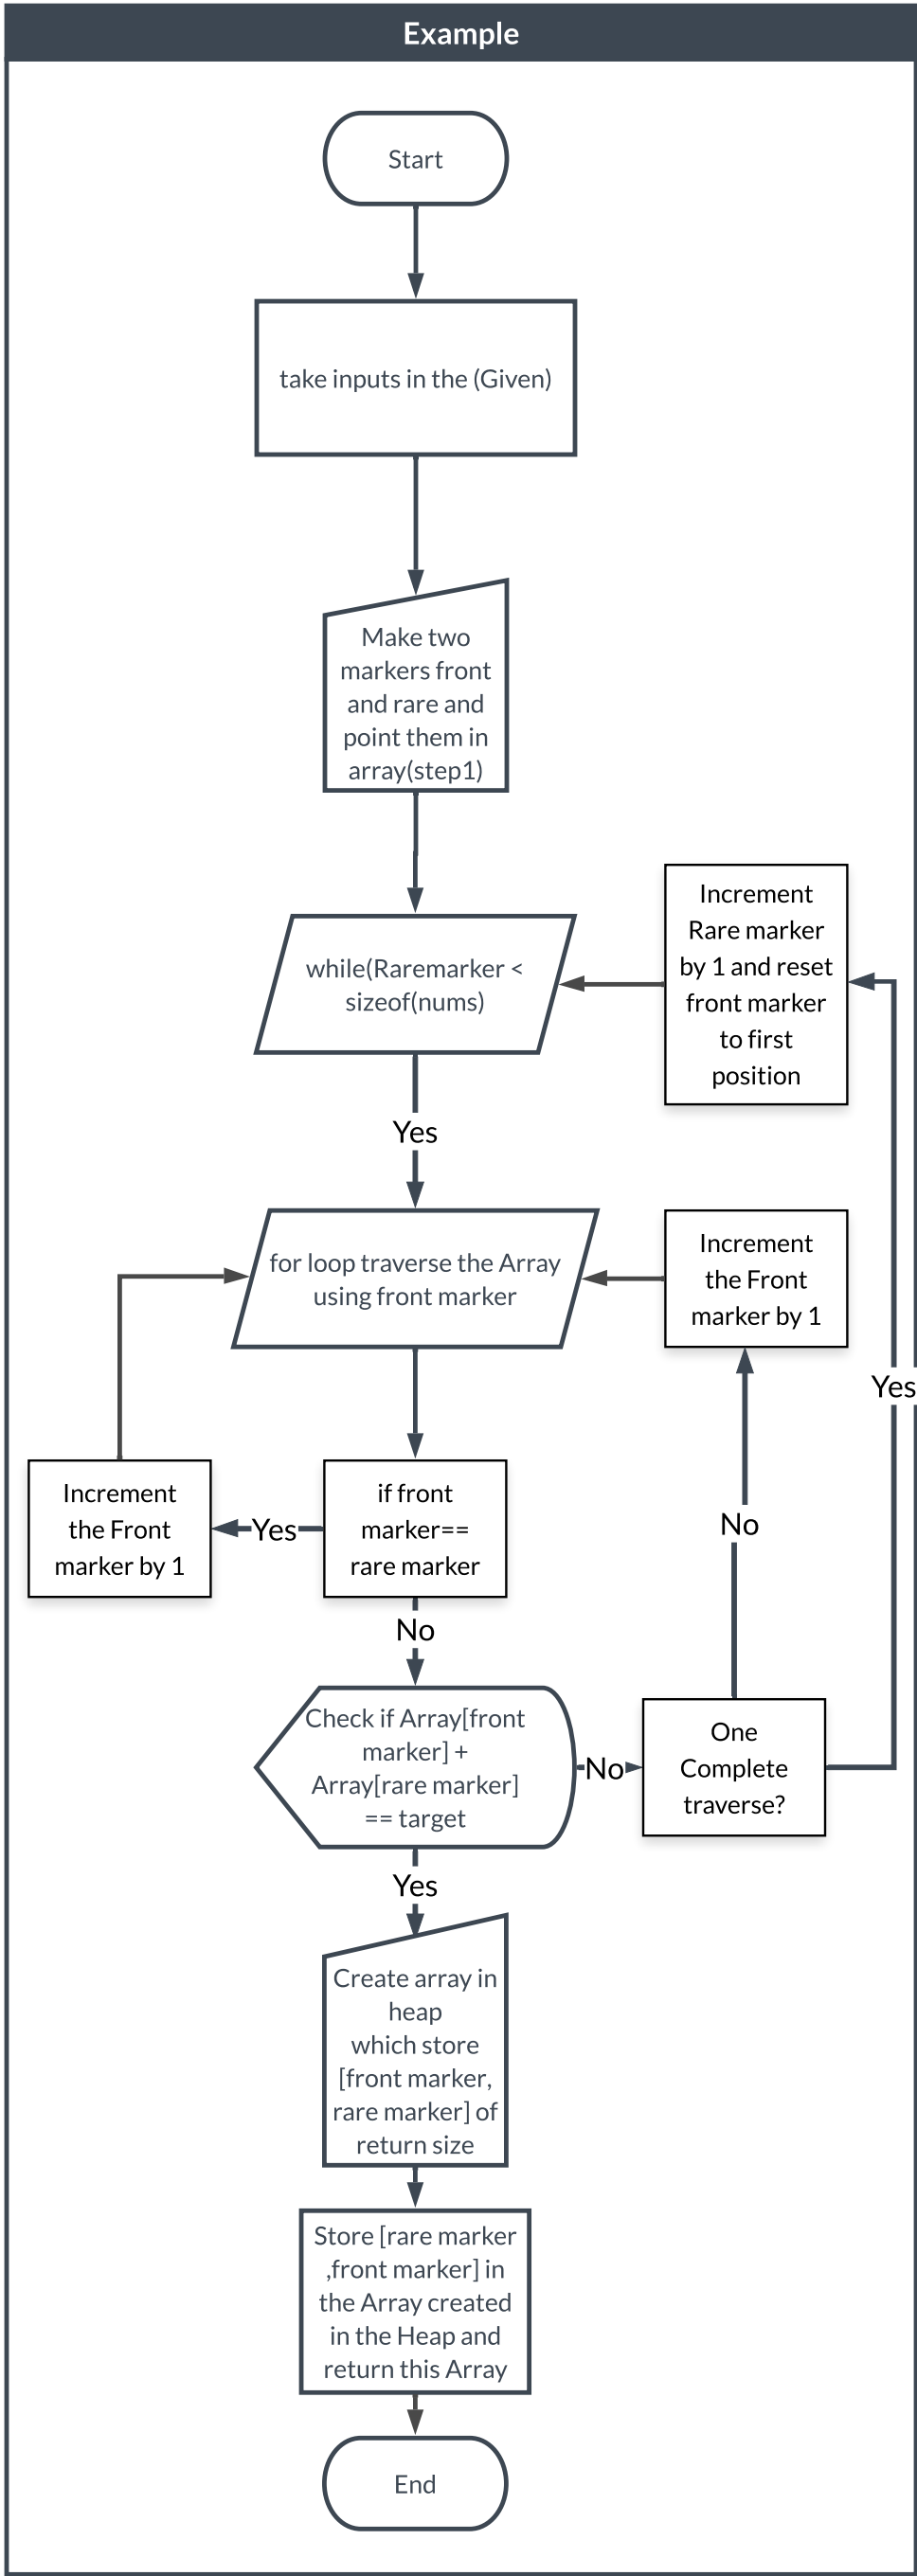 Example
Start
take inputs in the (Given)
Make two
markers front
and rare and
point them in
array(step1)
Increment
Rare marker
by 1 and reset
front marker
to first
position
while(Raremarker <
sizeof(nums)
Yes
for loop traverse the Array
using front marker
Increment
the Front
marker by 1
Yes
Increment
the Front
marker by 1
Yes
if front
marker==
rare marker
No
No
Check if Array[front
marker] +
Array[rare marker]
== target
No
One
Complete
traverse?
Yes
Create array in
heap
which store
[front marker,
rare marker] of
return size
Store [rare marker
,front marker] in
the Array created
in the Heap and
return this Array
End